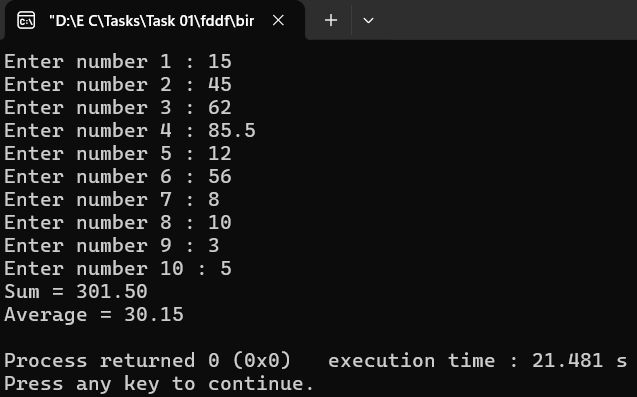 "D:\E C\Tasks\Task 01\fddf\bir
Enter number 1 : 15
Enter number 2 : 45
Enter number 3 : 62
Enter number 4 : 85.5
Enter number 5 : 12
Enter number 6 : 56
Enter number 7 : 8
Enter number 8 : 10
Enter number 9 : 3
Enter number 10 : 5
Sum = 301.50
Average = 30.15
Process returned 0 (0x0)   execution time : 21.481 s
Press any key to continue.